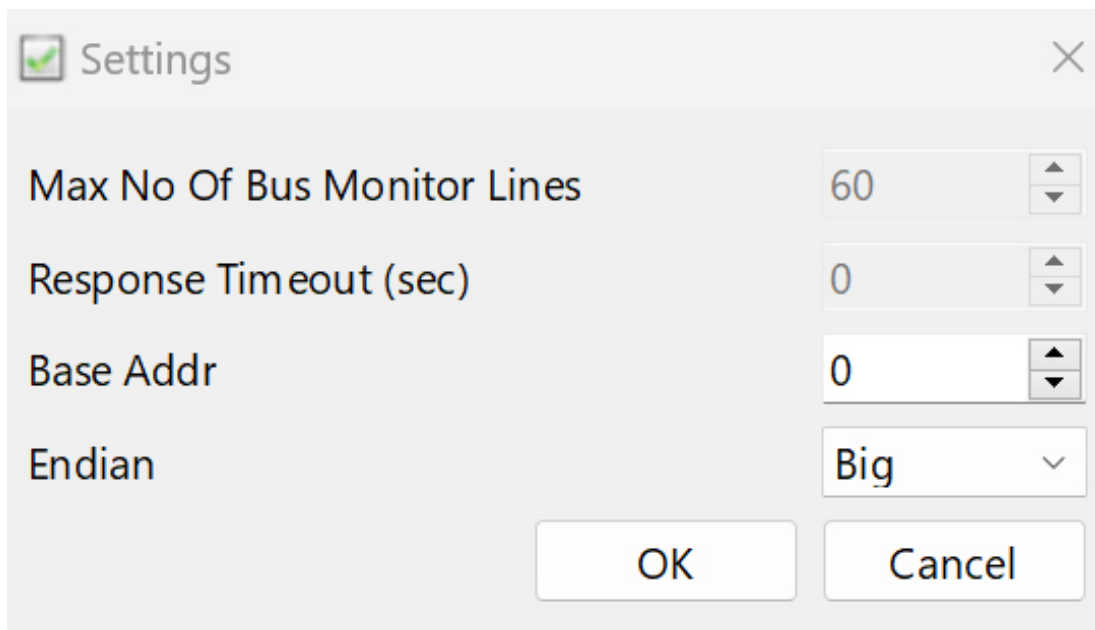 Settings
Max No Of Bus Monitor Lines 60
Response Timeout (sec) 0
Base Addr 0
Endian Big
OK Cancel